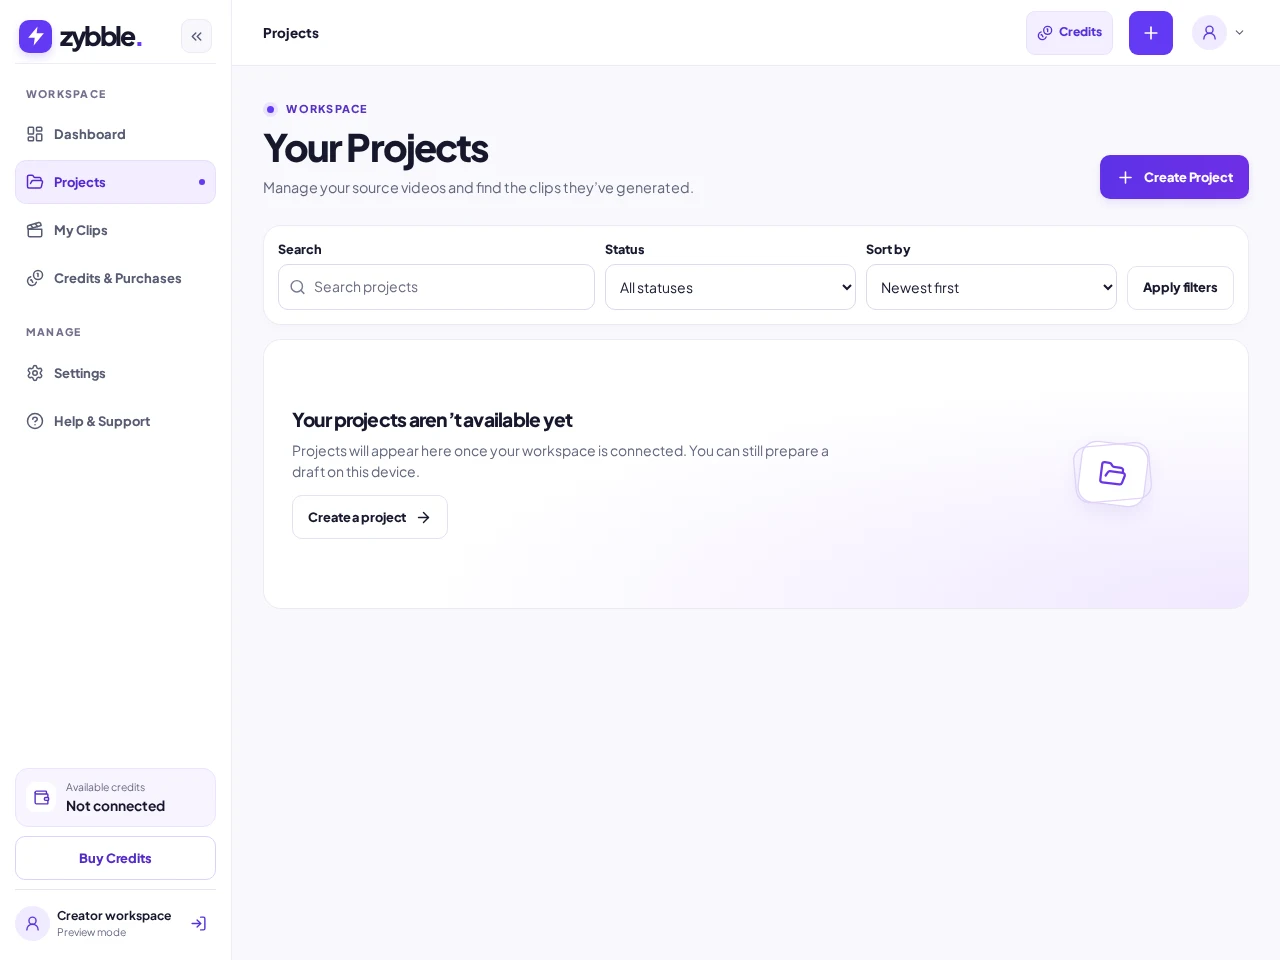 zybble.
Projects
Credits
WORKSPACE
Dashboard
Projects
My Clips
Credits & Purchases
MANAGE
Settings
Help & Support
Available credits
Not connected
Buy Credits
Creator workspace
Preview mode
WORKSPACE
Your Projects
Manage your source videos and find the clips they’ve generated.
Create Project
Search
Status
Sort by
Search projects
All statuses
Newest first
Apply filters
Your projects aren’t available yet
Projects will appear here once your workspace is connected. You can still prepare a
draft on this device.
Create a project